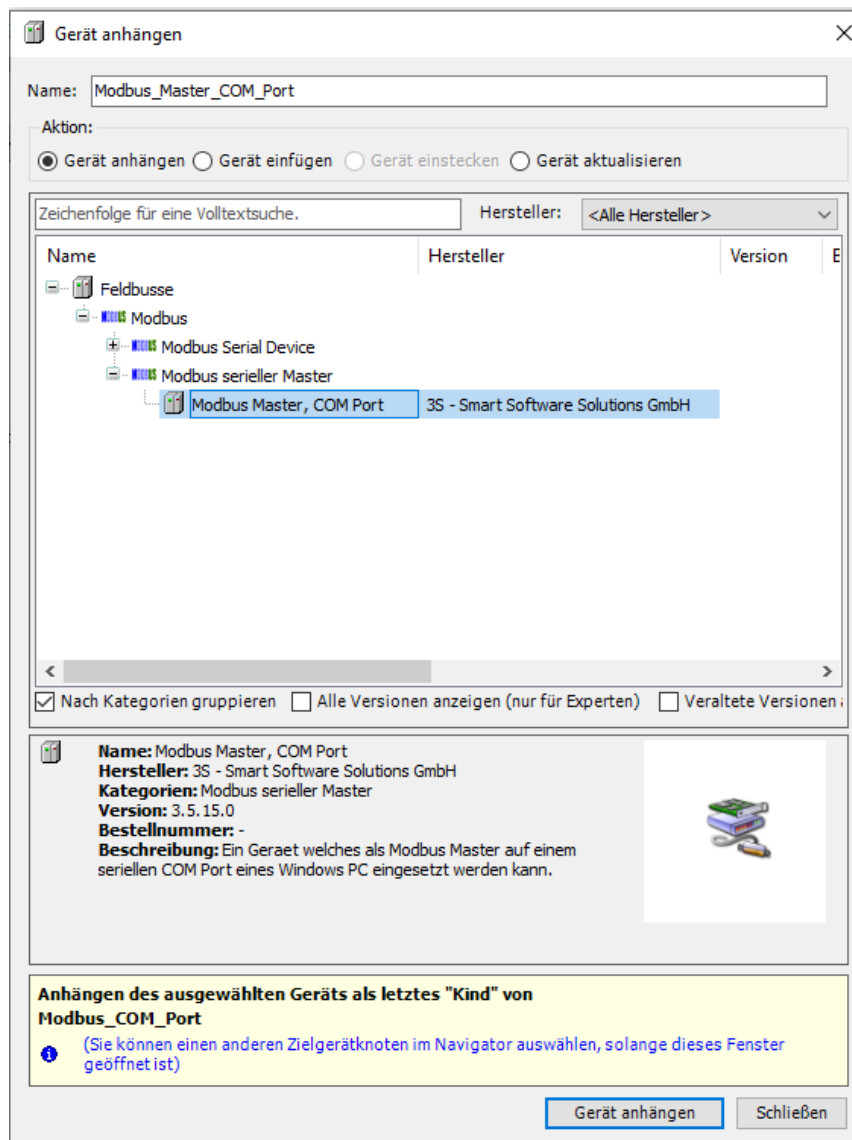 Gerät anhängen
Name: Modbus_Master_COM_Port
Aktion:
Gerät anhängen Gerät einfügen Gerät einstecken Gerät aktualisieren
Zeichenfolge für eine Volltextsuche. Hersteller: <Alle Hersteller>
Name Hersteller Version E
Feldbusse
MODBUS Modbus
MODBUS Modbus Serial Device
MODBUS Modbus serieller Master
Modbus Master, COM Port 3S - Smart Software Solutions GmbH
Nach Kategorien gruppieren Alle Versionen anzeigen (nur für Experten) Veraltete Versionen
Name: Modbus Master, COM Port
Hersteller: 3S - Smart Software Solutions GmbH
Kategorien: Modbus serieller Master
Version: 3.5.15.0
Bestellnummer: -
Beschreibung: Ein Geraet welches als Modbus Master auf einem
seriellen COM Port eines Windows PC eingesetzt werden kann.
Anhängen des ausgewählten Geräts als letztes "Kind" von
Modbus_COM_Port
(Sie können einen anderen Zielgerätknoten im Navigator auswählen, solange dieses Fenster
geöffnet ist)
Gerät anhängen Schließen